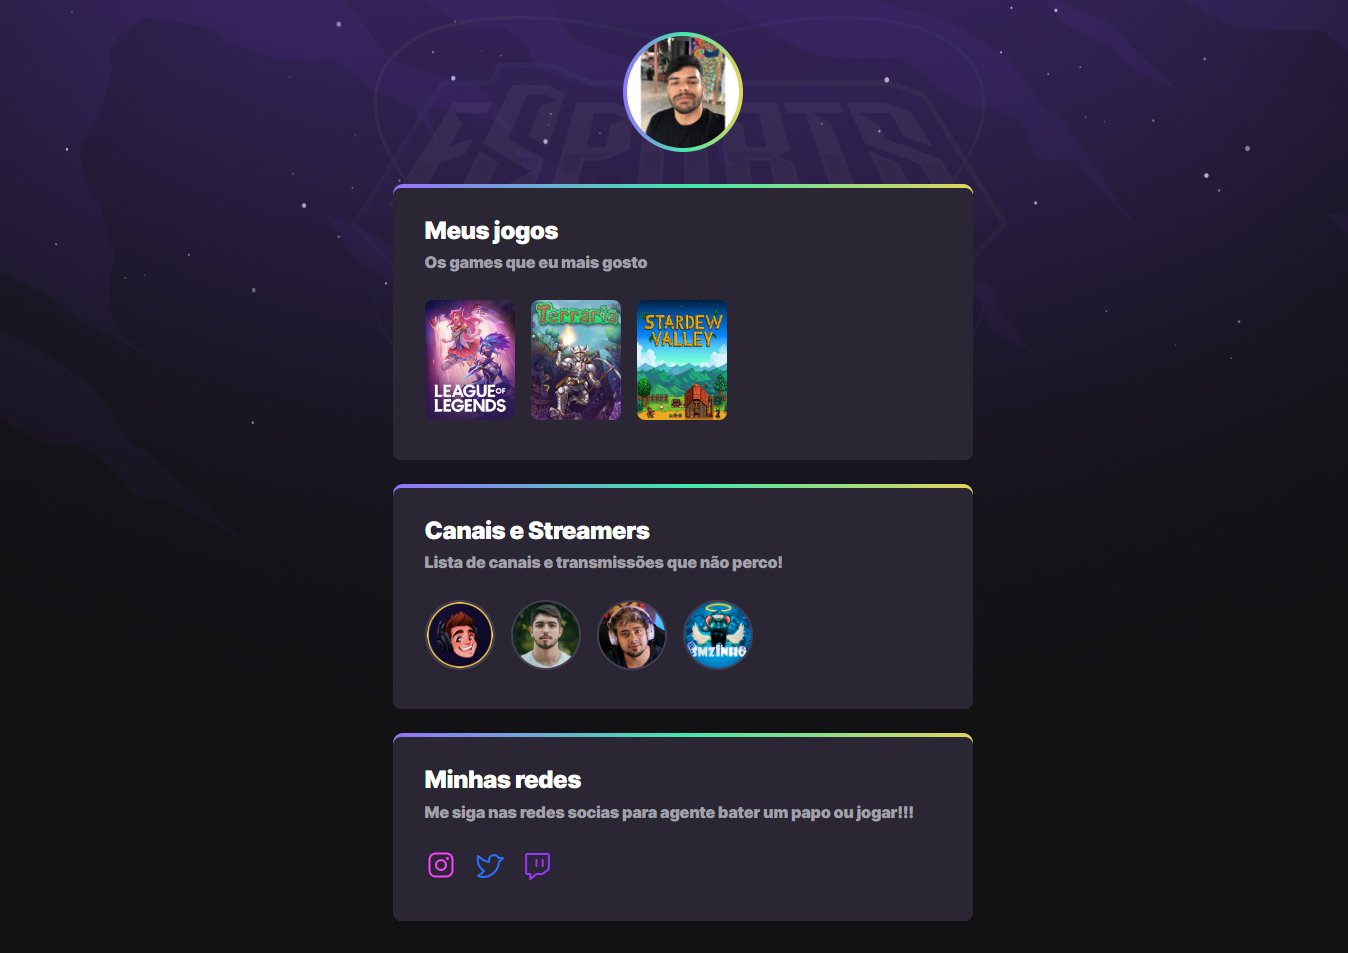 ESPORTS
Meus jogos
Os games que eu mais gosto
LEAGUE OF
LEGENDS
Terraria
STARDEW
VALLEY
Canais e Streamers
Lista de canais e transmissões que não perco!
SMZINHO
Minhas redes
Me siga nas redes socias para agente bater um papo ou jogar!!!